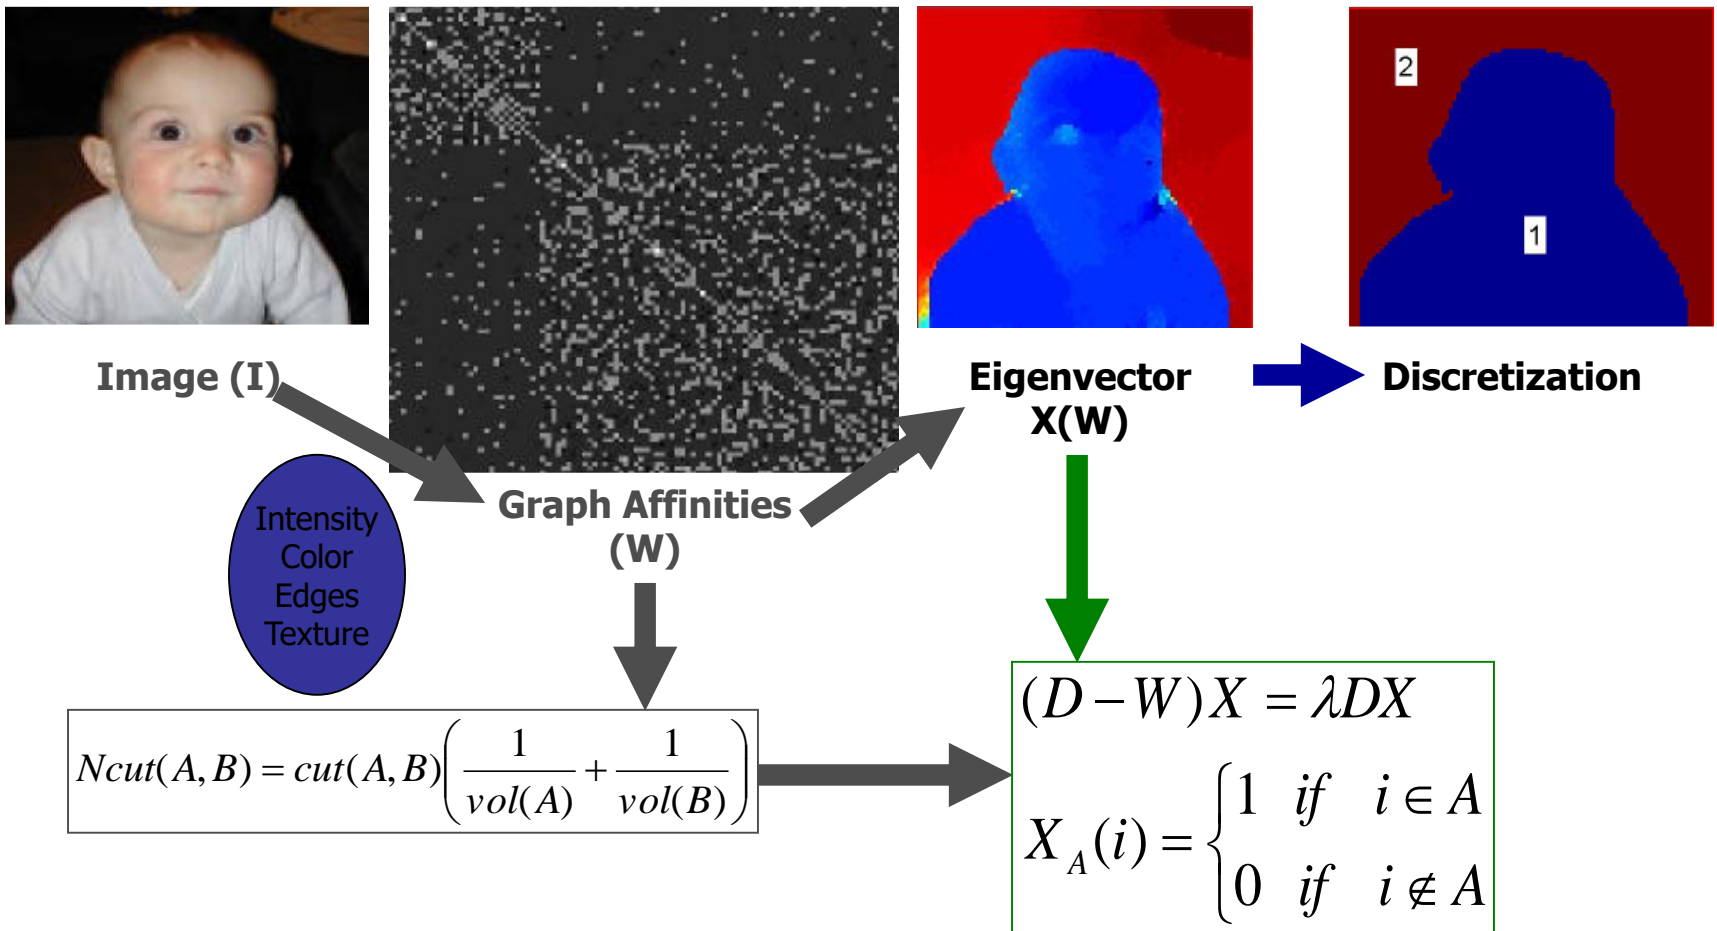 2
1
Image (I)
Eigenvector
X(W)
Discretization
Graph Affinities
(W)
Intensity
Color
Edges
Texture
Ncut(A, B) = cut(A, B)(1/vol(A) + 1/vol(B))
(D − W)X = λDX
X_A(i) = {1 if i ∈ A
0 if i ∉ A